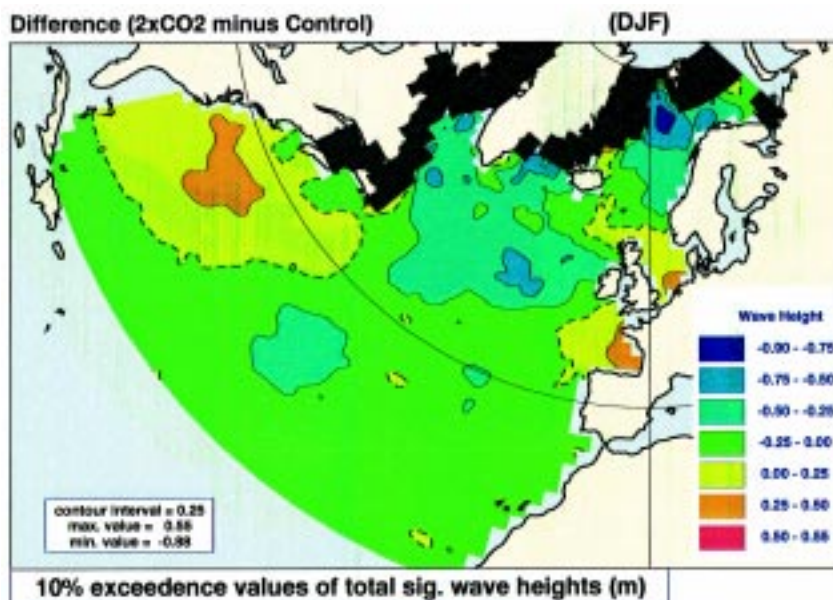 Difference (2xCO2 minus Control) (DJF)
Wave Height
-0.90 - -0.75
-0.75 - -0.50
-0.50 - -0.25
-0.25 - 0.00
0.00 - 0.25
0.25 - 0.50
0.50 - 0.55
contour interval = 0.25
max. value = 0.55
min. value = -0.88
10% exceedence values of total sig. wave heights (m)